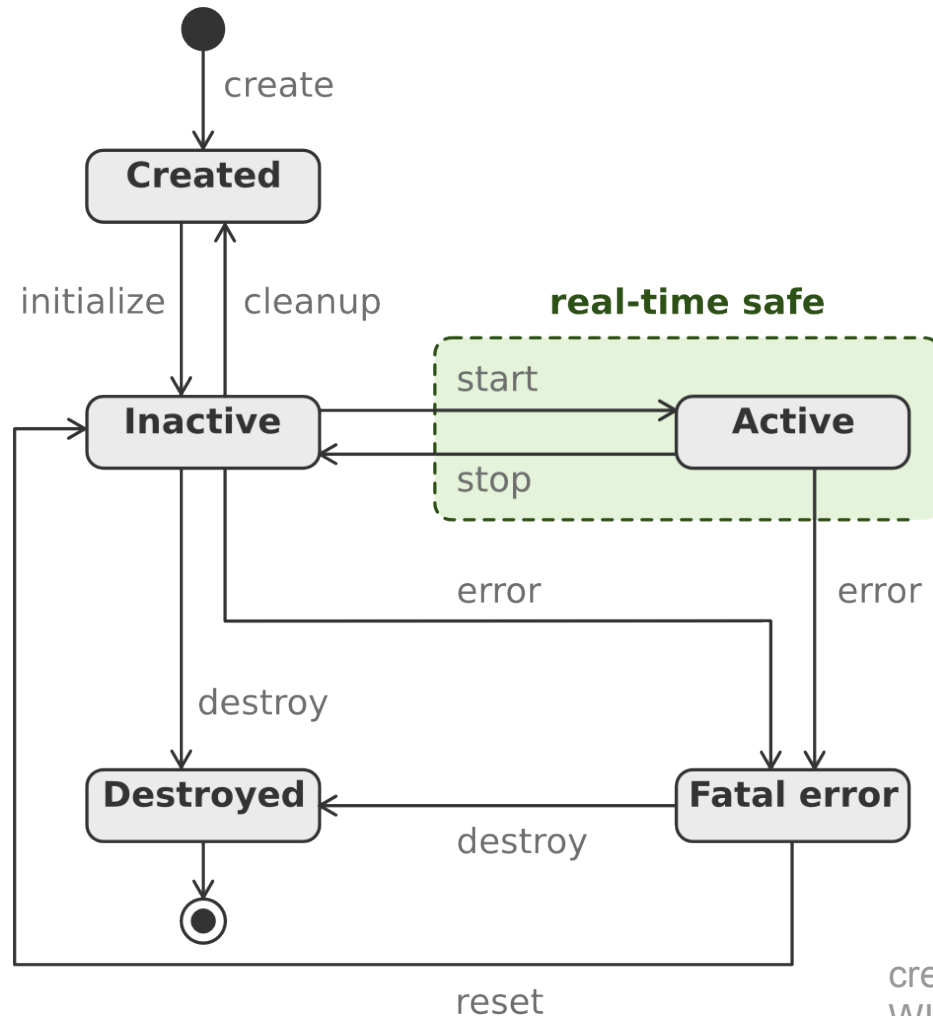 create
Created
initialize
cleanup
real-time safe
start
Inactive
Active
stop
error
error
destroy
Destroyed
Fatal error
destroy
reset